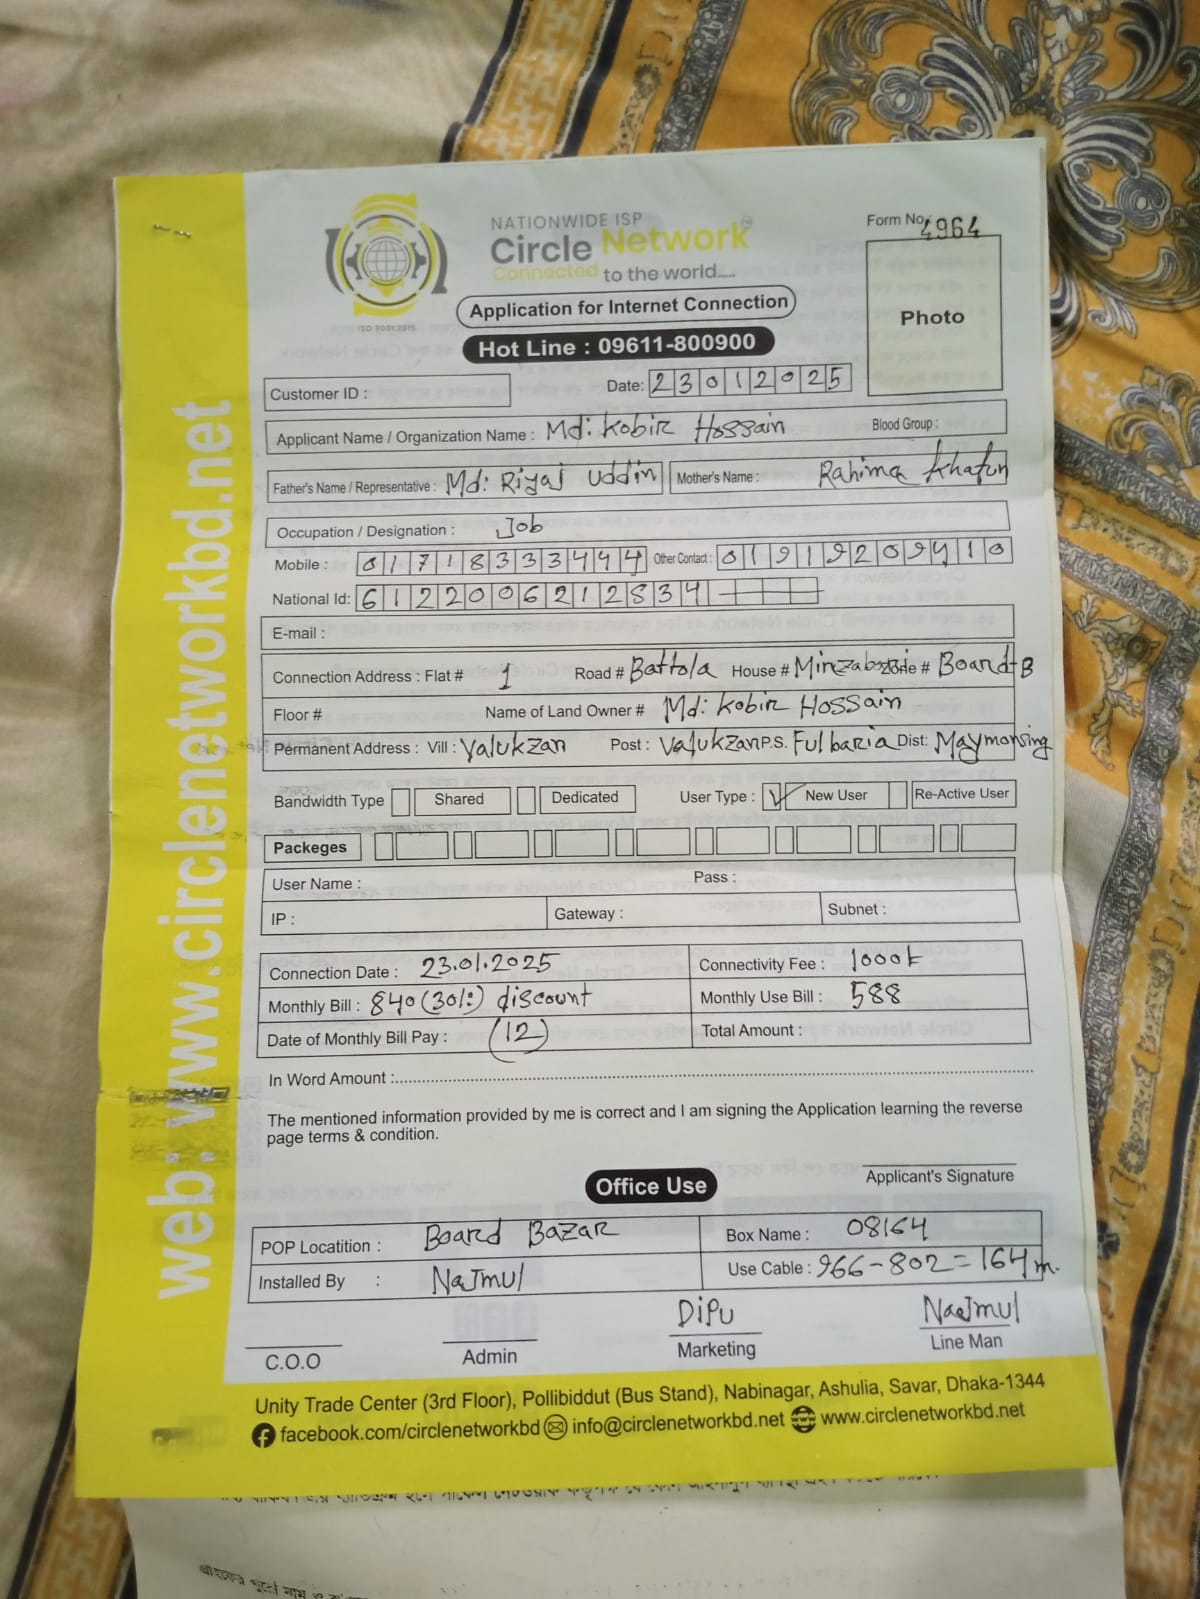 web: www.circlenetworkbd.net
NATIONWIDE ISP
Circle Network
Connected to the world.....
ISO 9001:2015
Form No. 4964
Photo
Application for Internet Connection
Hot Line : 09611-800900
Customer ID :
Date: 23012025
Applicant Name / Organization Name : Md: Kobir Hossain Blood Group :
Father's Name / Representative : Md: Riyaj Uddin Mother's Name : Rahima Khatun
Occupation / Designation : Job
Mobile : 01718333444 Other Contact : 01919209410
National Id: 6122006212834
E-mail :
Connection Address : Flat # 1 Road # Battola House # Mirzabari # Board-B
Floor # Name of Land Owner # Md: Kobir Hossain
Permanent Address : Vill : Valukzan Post : Valukzan P.S. Fulbaria Dist: Maymonsing
Bandwidth Type Shared Dedicated User Type : New User Re-Active User
Packeges
User Name : Pass :
IP : Gateway : Subnet :
Connection Date : 23.01.2025 Connectivity Fee : 1000t
Monthly Bill : 840 (30%) discount Monthly Use Bill : 588
Date of Monthly Bill Pay : (12) Total Amount :
In Word Amount :
The mentioned information provided by me is correct and I am signing the Application learning the reverse
page terms & condition.
Applicant's Signature
Office Use
POP Locatition : Board Bazar Box Name : 08164
Installed By : Najmul Use Cable : 966-802=164m.
Dipu Naejmul
C.O.O Admin Marketing Line Man
Unity Trade Center (3rd Floor), Pollibiddut (Bus Stand), Nabinagar, Ashulia, Savar, Dhaka-1344
facebook.com/circlenetworkbd info@circlenetworkbd.net www.circlenetworkbd.net